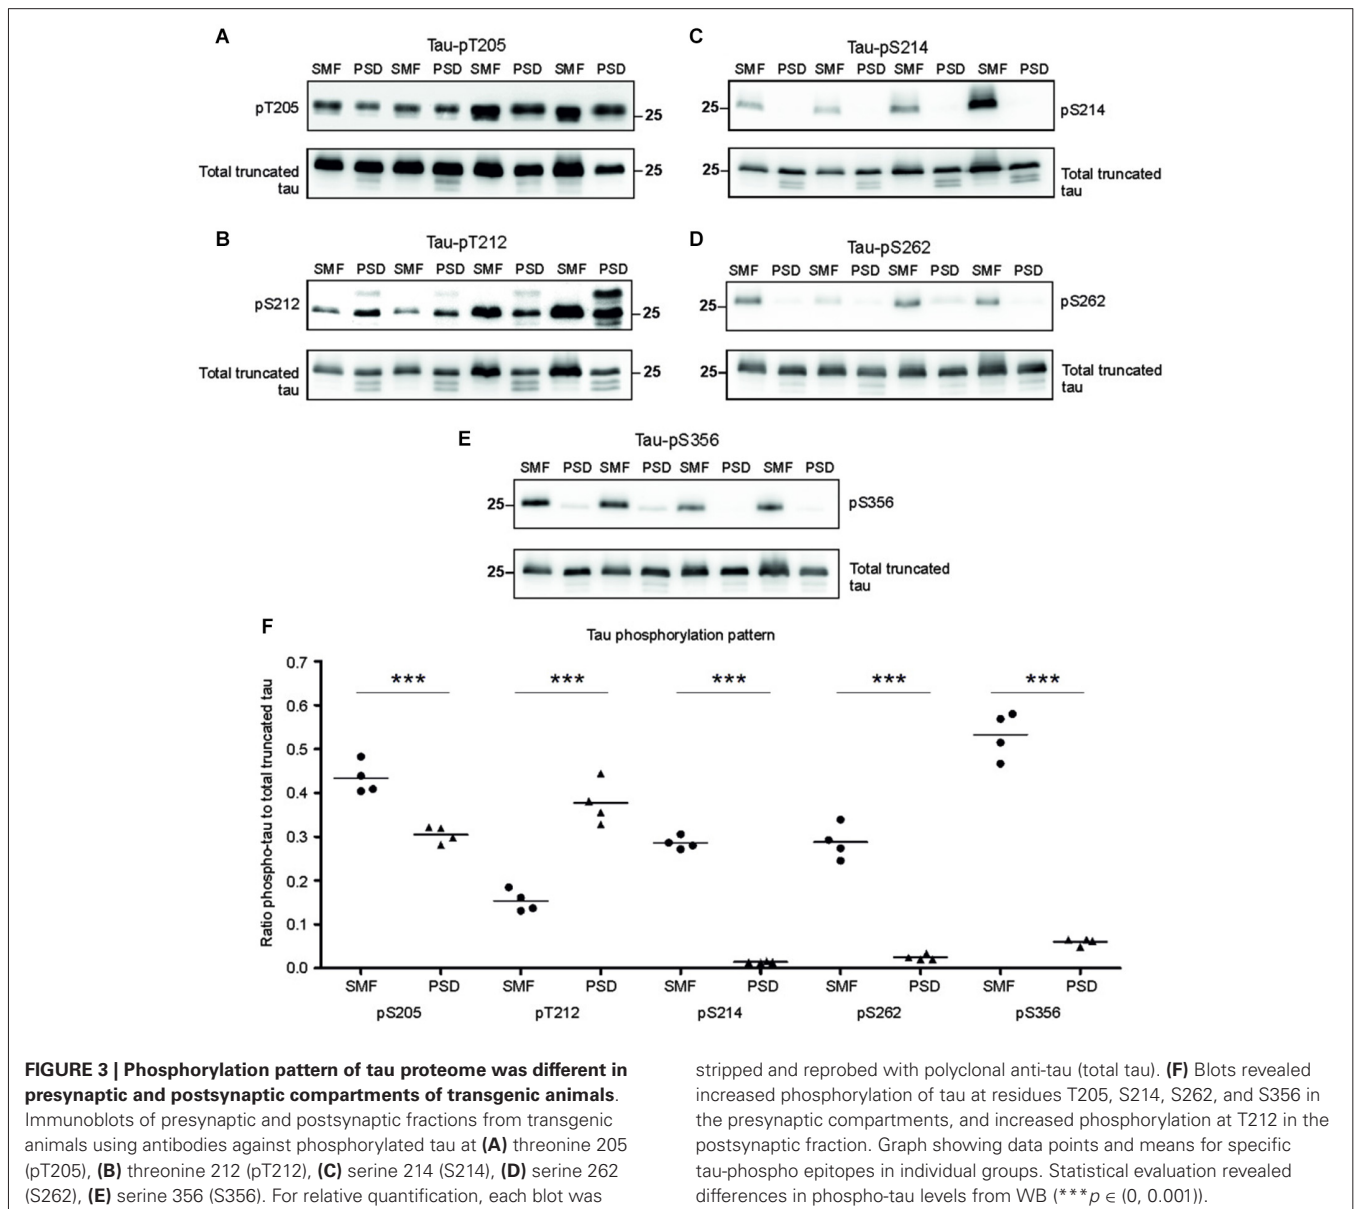 A
Tau-pT205
SMF PSD SMF PSD SMF PSD SMF PSD
pT205
25
Total truncated
tau
25
C
Tau-pS214
SMF PSD SMF PSD SMF PSD SMF PSD
25
pS214
25
Total truncated
tau
B
Tau-pT212
SMF PSD SMF PSD SMF PSD SMF PSD
pS212
25
Total truncated
tau
25
D
Tau-pS262
SMF PSD SMF PSD SMF PSD SMF PSD
25
pS262
25
Total truncated
tau
E
Tau-pS356
SMF PSD SMF PSD SMF PSD SMF PSD
25
pS356
25
Total truncated
tau
F
Tau phosphorylation pattern
Ratio phospho-tau to total truncated tau
0.7
0.6
0.5
0.4
0.3
0.2
0.1
0.0
*** *** *** *** ***
SMF PSD SMF PSD SMF PSD SMF PSD SMF PSD
pS205 pT212 pS214 pS262 pS356
FIGURE 3 | Phosphorylation pattern of tau proteome was different in
presynaptic and postsynaptic compartments of transgenic animals.
Immunoblots of presynaptic and postsynaptic fractions from transgenic
animals using antibodies against phosphorylated tau at (A) threonine 205
(pT205), (B) threonine 212 (pT212), (C) serine 214 (S214), (D) serine 262
(S262), (E) serine 356 (S356). For relative quantification, each blot was
stripped and reprobed with polyclonal anti-tau (total tau). (F) Blots revealed
increased phosphorylation of tau at residues T205, S214, S262, and S356 in
the presynaptic compartments, and increased phosphorylation at T212 in the
postsynaptic fraction. Graph showing data points and means for specific
tau-phospho epitopes in individual groups. Statistical evaluation revealed
differences in phospho-tau levels from WB (***p ∈ (0, 0.001)).